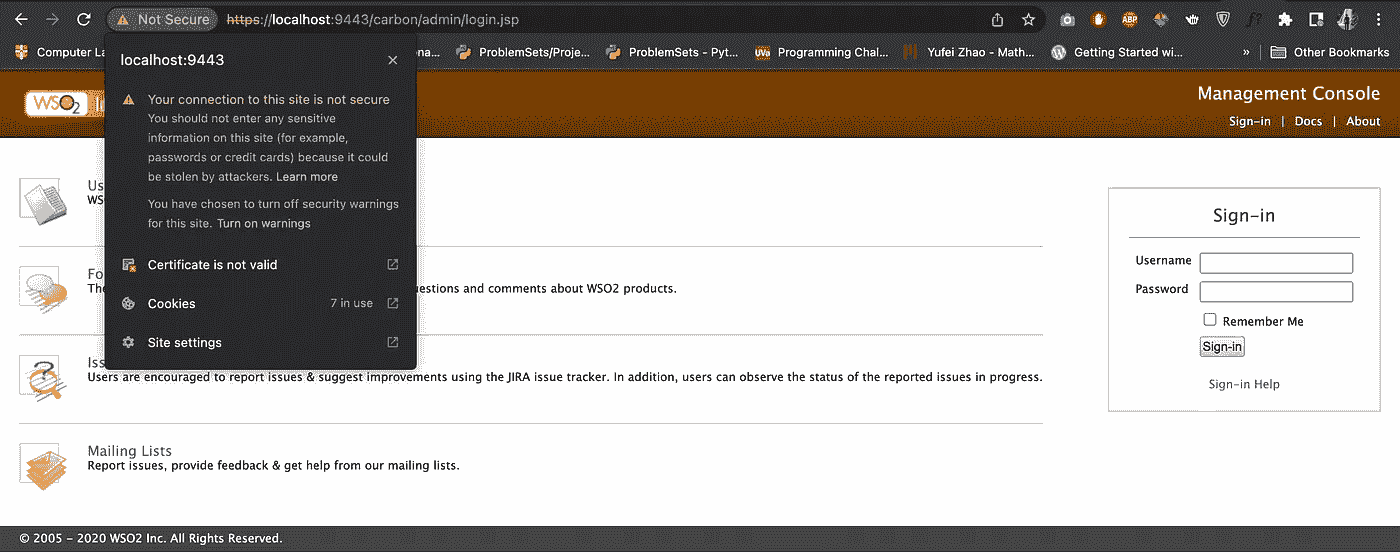 Not Secure https://localhost:9443/carbon/admin/login.jsp
Computer La
ona...
ProblemSets/Proje...
ProblemSets - Pyt...
Programming Chal...
Yufei Zhao - Math...
Getting Started wi...
»
Other Bookmarks
ABP
f?
UVa
localhost:9443
Your connection to this site is not secure
You should not enter any sensitive
information on this site (for example,
passwords or credit cards) because it could
be stolen by attackers. Learn more
You have chosen to turn off security warnings
for this site. Turn on warnings
Certificate is not valid
Cookies 7 in use
Site settings
WSO2
Management Console
Sign-in | Docs | About
Us
WS
Fo
The
uestions and comments about WSO2 products.
Iss
Users are encouraged to report issues & suggest improvements using the JIRA issue tracker. In addition, users can observe the status of the reported issues in progress.
Mailing Lists
Report issues, provide feedback & get help from our mailing lists.
Sign-in
Username
Password
Remember Me
Sign-in
Sign-in Help
© 2005 - 2020 WSO2 Inc. All Rights Reserved.